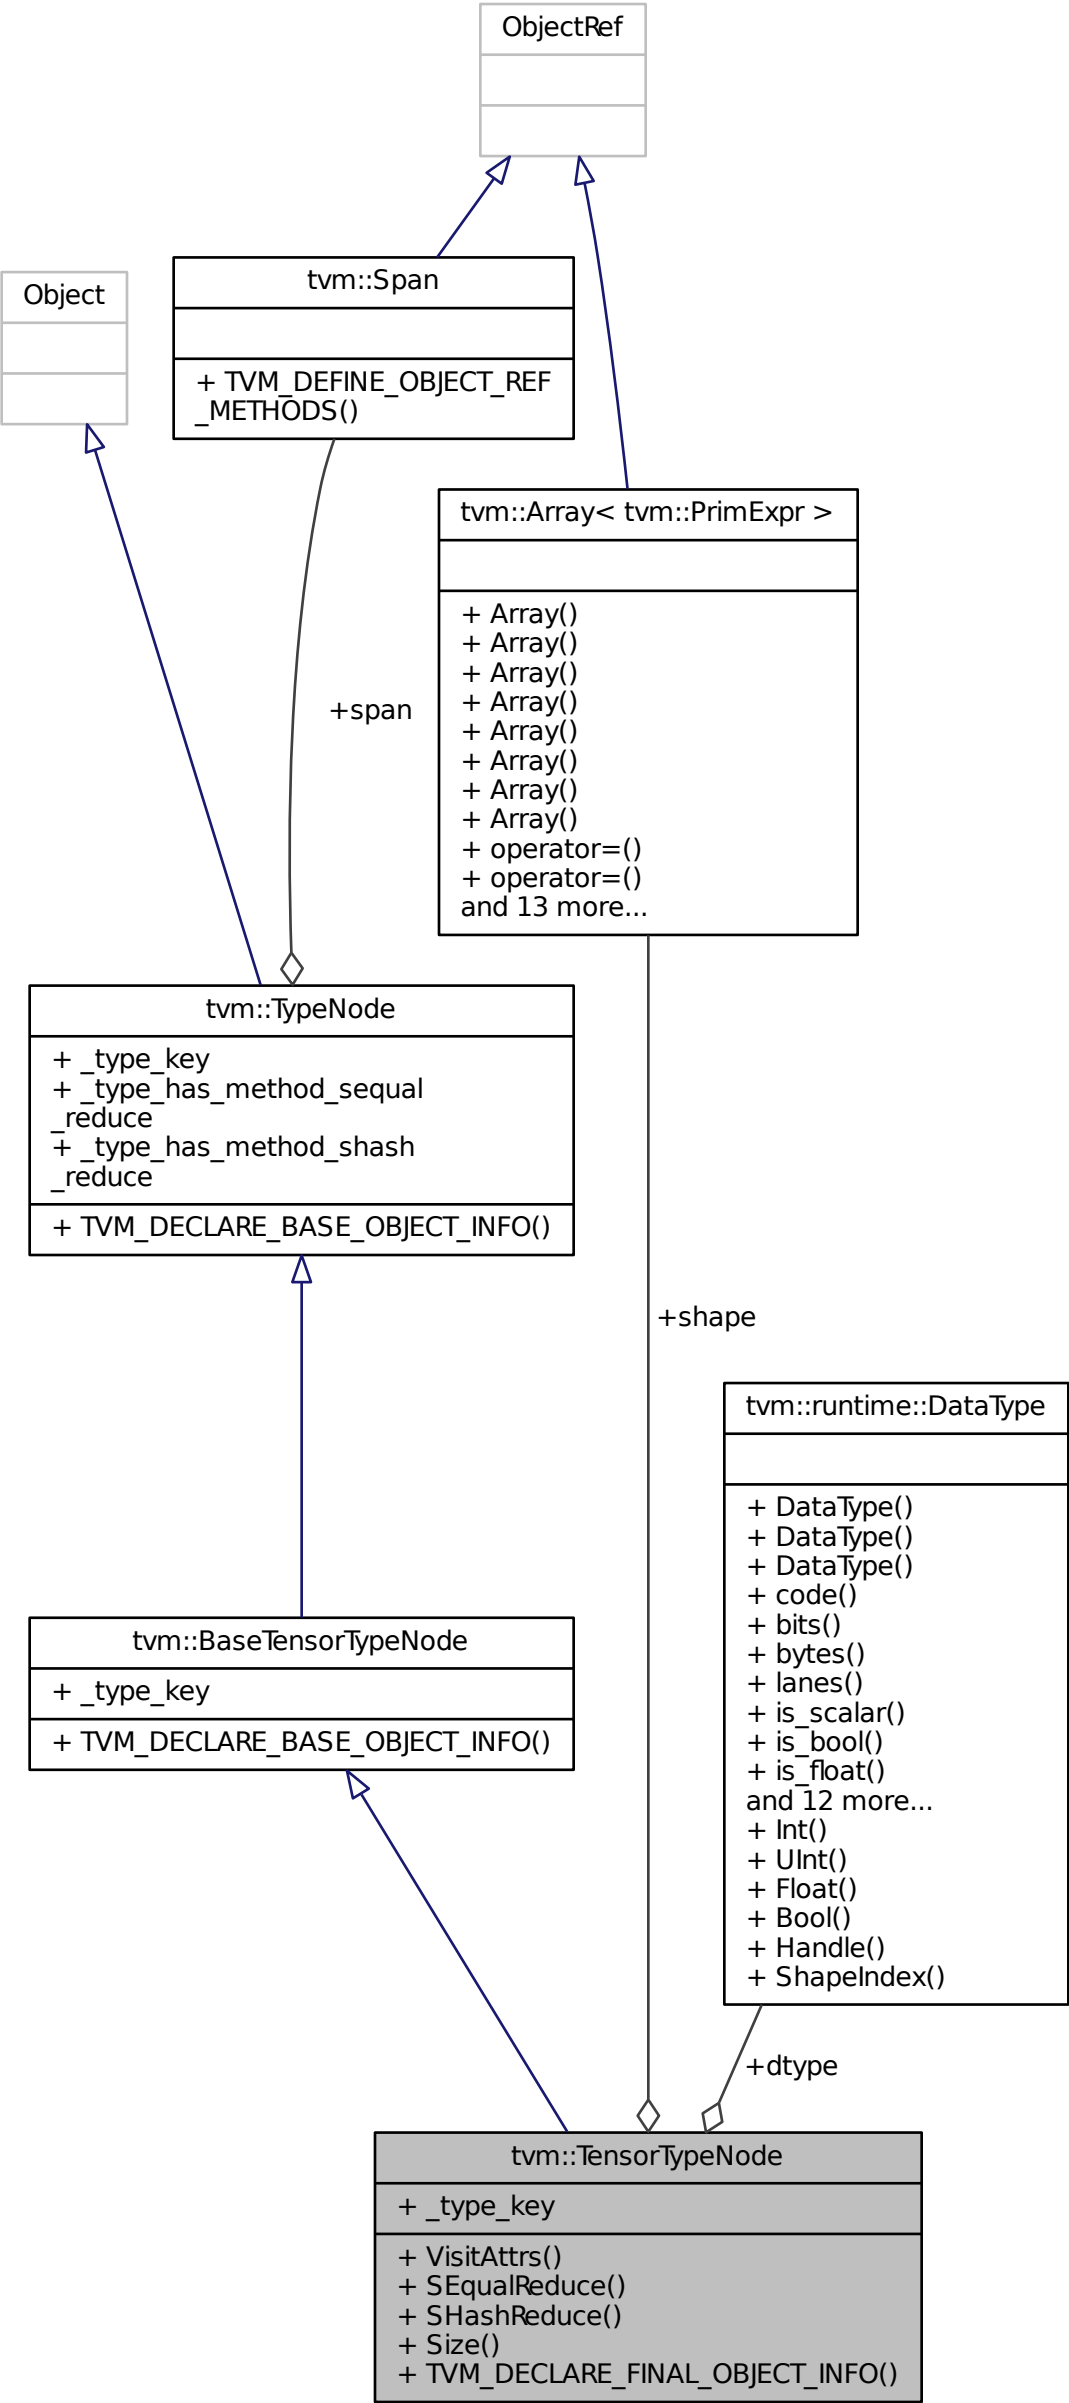 ObjectRef
tvm::Span
+ TVM_DEFINE_OBJECT_REF
_METHODS()
Object
tvm::Array< tvm::PrimExpr >
+ Array()
+ Array()
+ Array()
+ Array()
+ Array()
+ Array()
+ Array()
+ Array()
+ operator=()
+ operator=()
and 13 more...
+span
tvm::TypeNode
+ _type_key
+ _type_has_method_sequal
_reduce
+ _type_has_method_shash
_reduce
+ TVM_DECLARE_BASE_OBJECT_INFO()
+shape
tvm::runtime::DataType
+ DataType()
+ DataType()
+ DataType()
+ code()
+ bits()
+ bytes()
+ lanes()
+ is_scalar()
+ is_bool()
+ is_float()
and 12 more...
+ Int()
+ UInt()
+ Float()
+ Bool()
+ Handle()
+ ShapeIndex()
tvm::BaseTensorTypeNode
+ _type_key
+ TVM_DECLARE_BASE_OBJECT_INFO()
+dtype
tvm::TensorTypeNode
+ _type_key
+ VisitAttrs()
+ SEqualReduce()
+ SHashReduce()
+ Size()
+ TVM_DECLARE_FINAL_OBJECT_INFO()